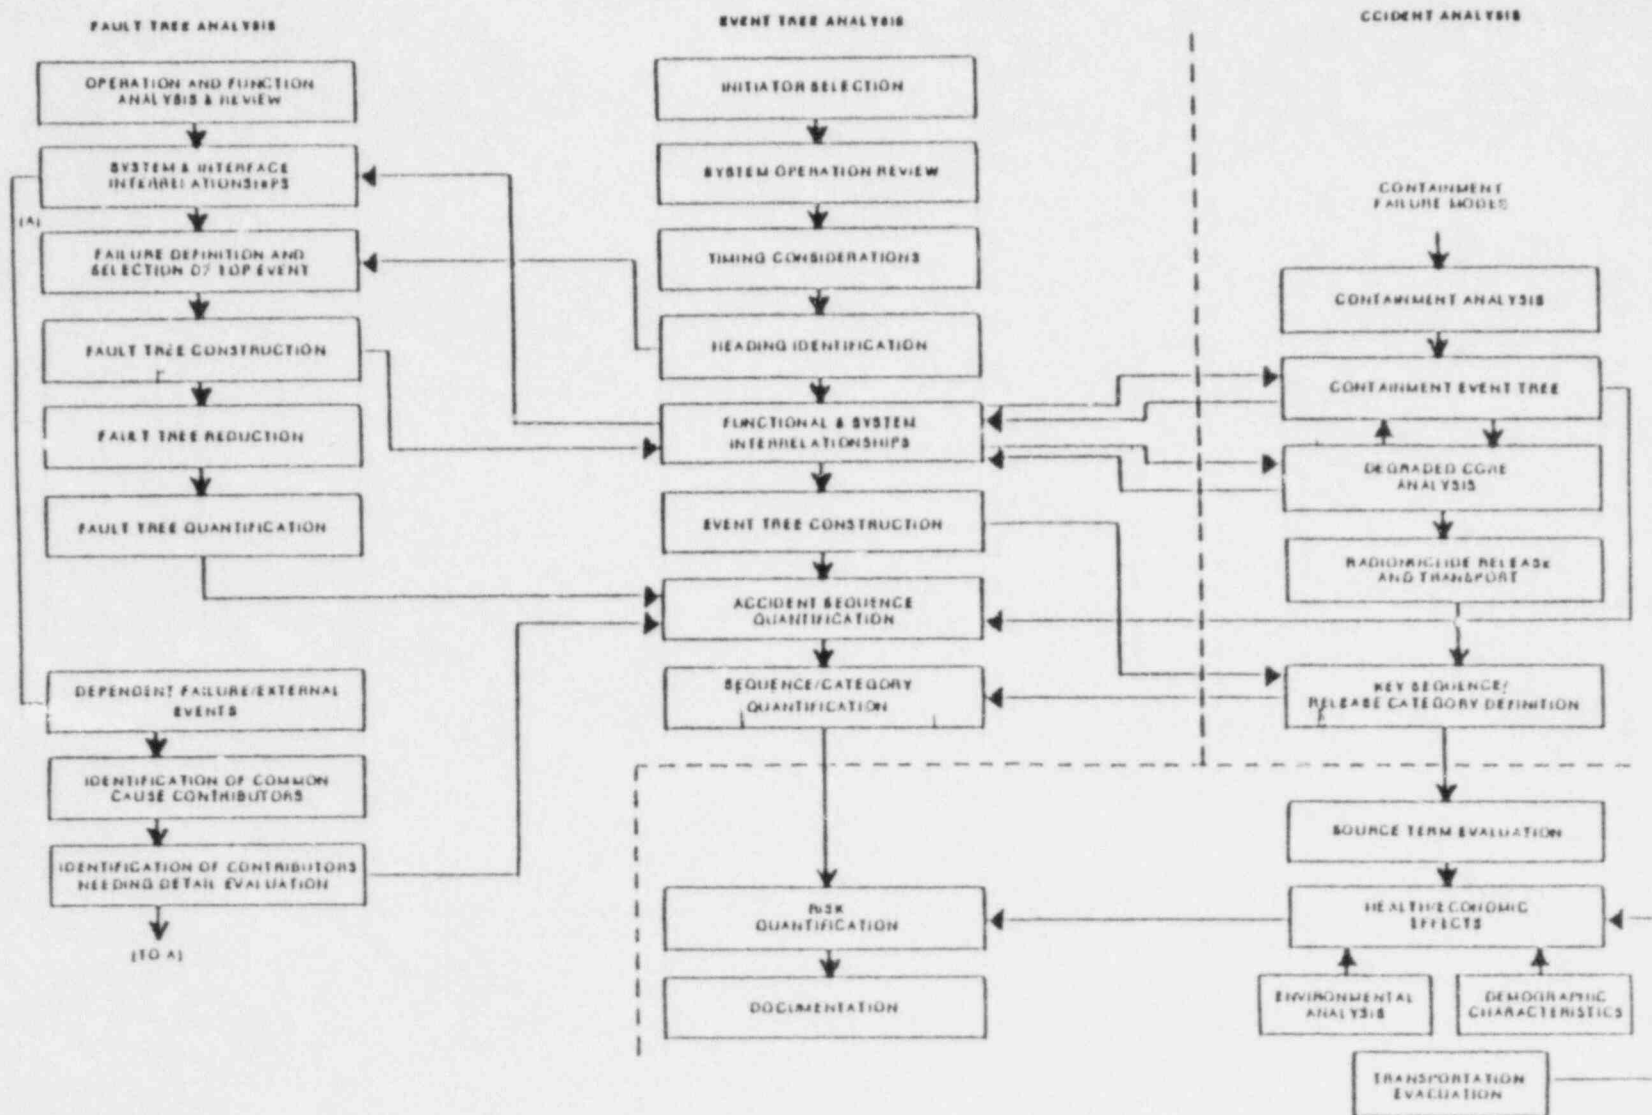 FAULT TREE ANALYSIS
OPERATION AND FUNCTION
ANALYSIS & REVIEW
SYSTEM & INTERFACE
INTERRELATIONSHIPS
(A)
FAILURE DEFINITION AND
SELECTION OF TOP EVENT
FAULT TREE CONSTRUCTION
FAULT TREE REDUCTION
FAULT TREE QUANTIFICATION
DEPENDENT FAILURE/EXTERNAL
EVENTS
IDENTIFICATION OF COMMON
CAUSE CONTRIBUTORS
IDENTIFICATION OF CONTRIBUTORS
NEEDING DETAIL EVALUATION
(TO A)
EVENT TREE ANALYSIS
INITIATOR SELECTION
SYSTEM OPERATION REVIEW
TIMING CONSIDERATIONS
HEADING IDENTIFICATION
FUNCTIONAL & SYSTEM
INTERRELATIONSHIPS
EVENT TREE CONSTRUCTION
ACCIDENT SEQUENCE
QUANTIFICATION
SEQUENCE/CATEGORY
QUANTIFICATION
RISK
QUANTIFICATION
DOCUMENTATION
CCIDENT ANALYSIS
CONTAINMENT
FAILURE MODES
CONTAINMENT ANALYSIS
CONTAINMENT EVENT TREE
DEGRADED CORE
ANALYSIS
RADIONUCLIDE RELEASE
AND TRANSPORT
KEY SEQUENCE/
RELEASE CATEGORY DEFINITION
SOURCE TERM EVALUATION
HEALTH/ECONOMIC
EFFECTS
ENVIRONMENTAL
ANALYSIS
DEMOGRAPHIC
CHARACTERISTICS
TRANSPORTATION
EVACUATION